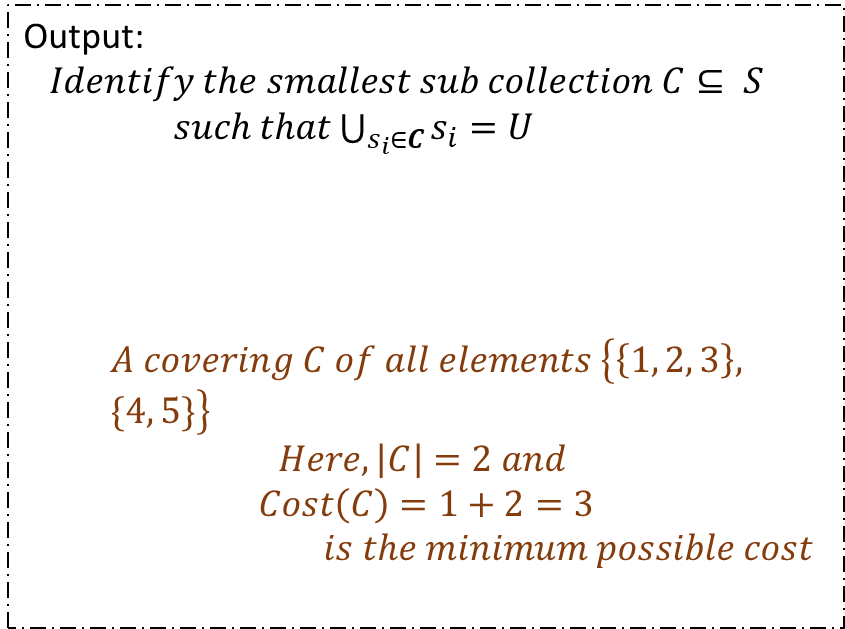 Output:
Identify the smallest sub collection C ⊆ S
such that ⋃_{s_i∈C} s_i = U
A covering C of all elements {{1, 2, 3},
{4, 5}}
Here, |C| = 2 and
Cost(C) = 1 + 2 = 3
is the minimum possible cost